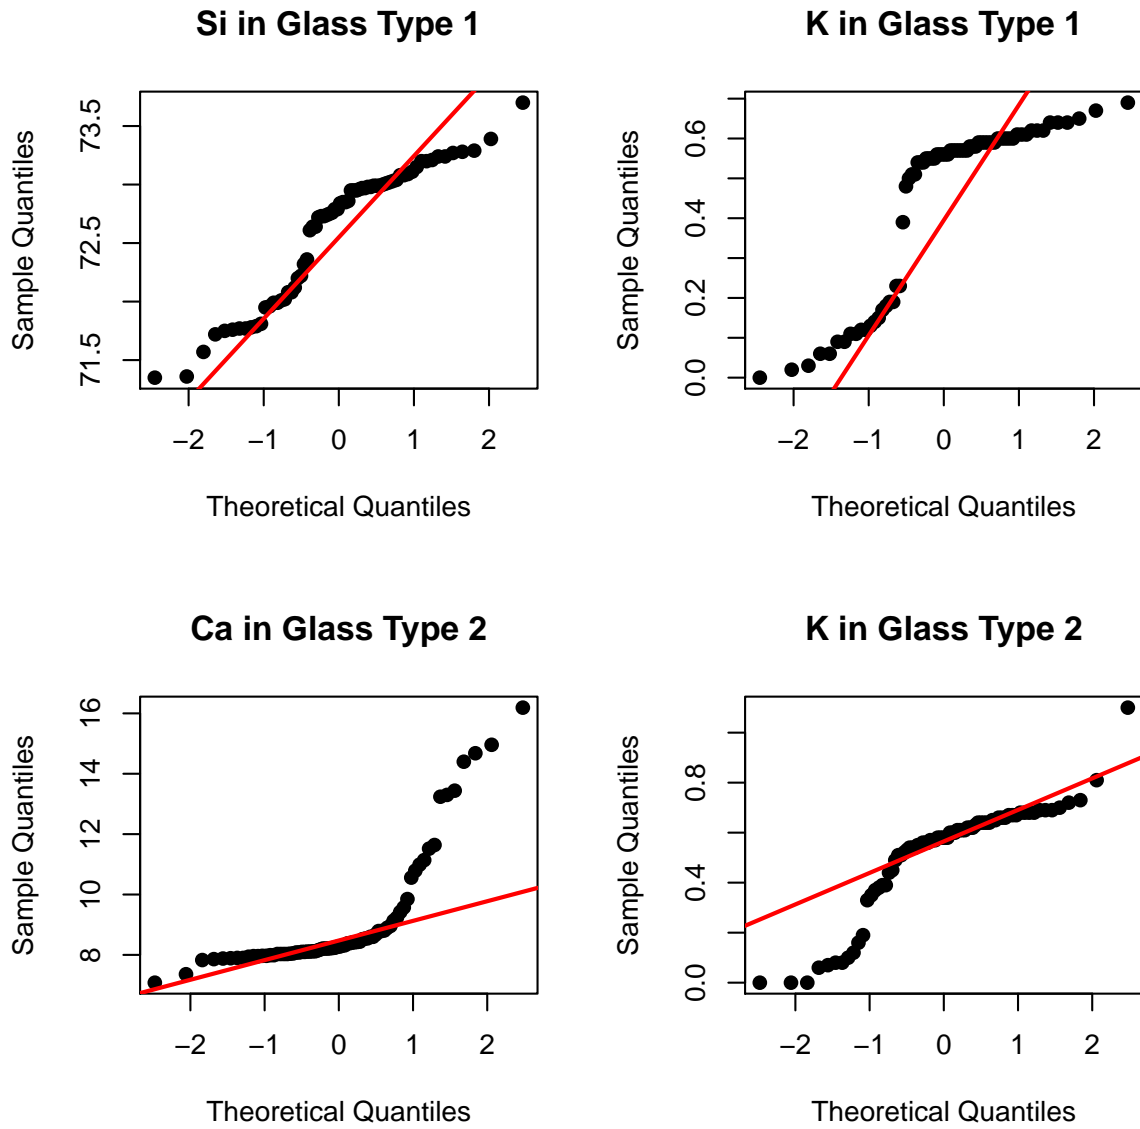 Si in Glass Type 1
Sample Quantiles
73.5
72.5
71.5
−2 −1 0 1 2
Theoretical Quantiles
K in Glass Type 1
Sample Quantiles
0.6
0.4
0.2
0.0
−2 −1 0 1 2
Theoretical Quantiles
Ca in Glass Type 2
Sample Quantiles
16
14
12
10
8
−2 −1 0 1 2
Theoretical Quantiles
K in Glass Type 2
Sample Quantiles
0.8
0.4
0.0
−2 −1 0 1 2
Theoretical Quantiles